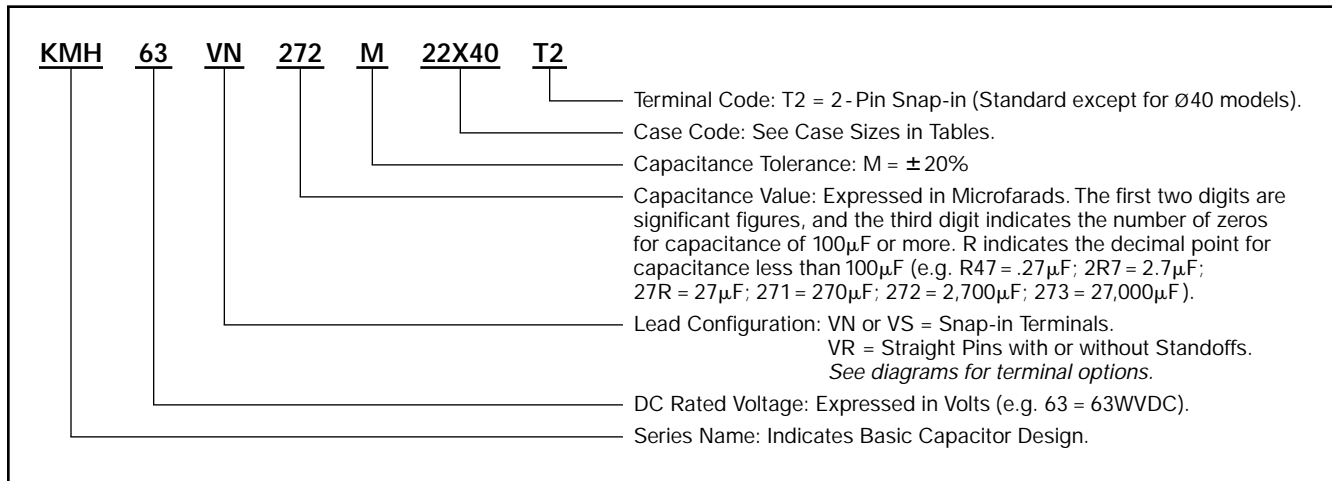 KMH 63 VN 272 M 22X40 T2
Terminal Code: T2 = 2-Pin Snap-in (Standard except for Ø40 models).
Case Code: See Case Sizes in Tables.
Capacitance Tolerance: M = ±20%
Capacitance Value: Expressed in Microfarads. The first two digits are
significant figures, and the third digit indicates the number of zeros
for capacitance of 100µF or more. R indicates the decimal point for
capacitance less than 100µF (e.g. R47 = .27µF; 2R7 = 2.7µF;
27R = 27µF; 271 = 270µF; 272 = 2,700µF; 273 = 27,000µF).
Lead Configuration: VN or VS = Snap-in Terminals.
VR = Straight Pins with or without Standoffs.
See diagrams for terminal options.
DC Rated Voltage: Expressed in Volts (e.g. 63 = 63WVDC).
Series Name: Indicates Basic Capacitor Design.